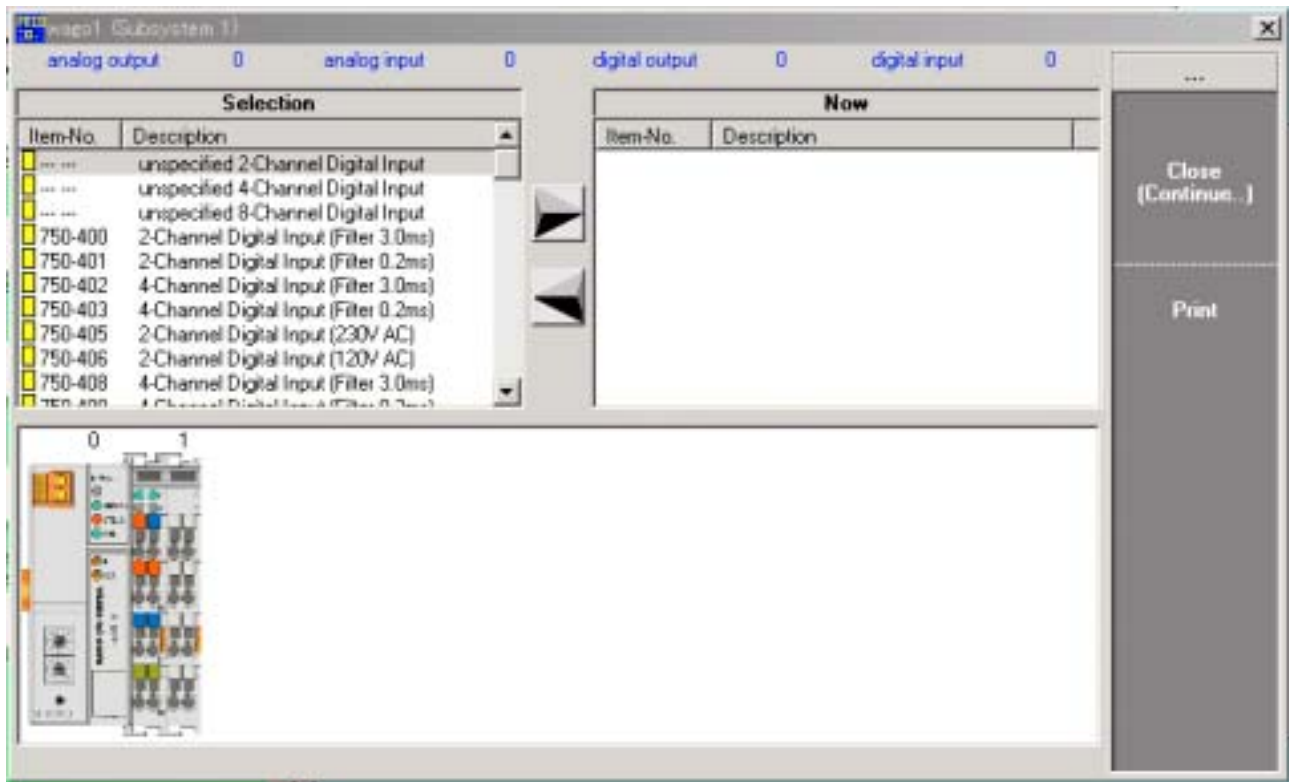 wago1 (Subsystem 1)
analog output 0 analog input 0 digital output 0 digital input 0
...
Selection
Now
Item-No. Description
Item-No. Description
--- --- unspecified 2-Channel Digital Input
--- --- unspecified 4-Channel Digital Input
--- --- unspecified 8-Channel Digital Input
750-400 2-Channel Digital Input (Filter 3.0ms)
750-401 2-Channel Digital Input (Filter 0.2ms)
750-402 4-Channel Digital Input (Filter 3.0ms)
750-403 4-Channel Digital Input (Filter 0.2ms)
750-405 2-Channel Digital Input (230V AC)
750-406 2-Channel Digital Input (120V AC)
750-408 4-Channel Digital Input (Filter 3.0ms)
Close
(Continue..)
Print
0 1